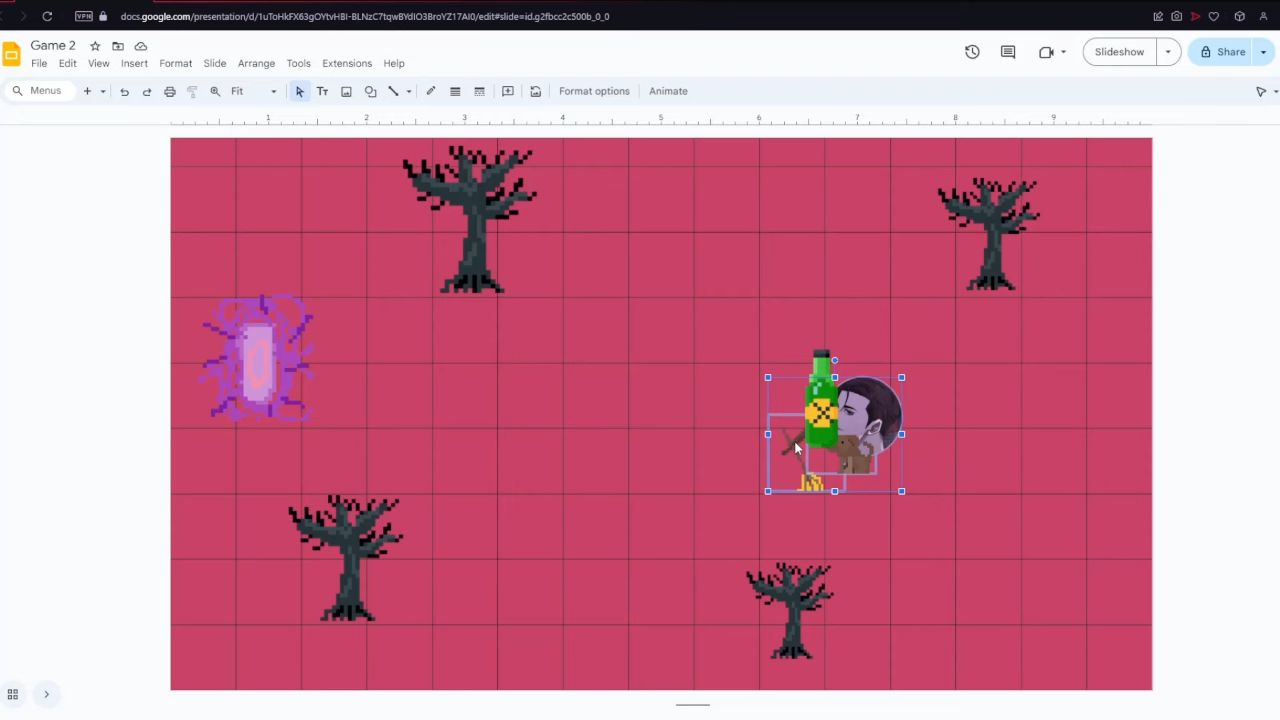 VPN docs.google.com/presentation/d/1uToHkFX63gOYtvHBI-BLNzC7tqwBYdIO3BroYZ17AI0/edit#slide=id.g2fbcc2c500b_0_0
Game 2
Slideshow
Share
File Edit View Insert Format Slide Arrange Tools Extensions Help
Menus
Fit
Format options
Animate
1 2 3 4 5 6 7 8 9